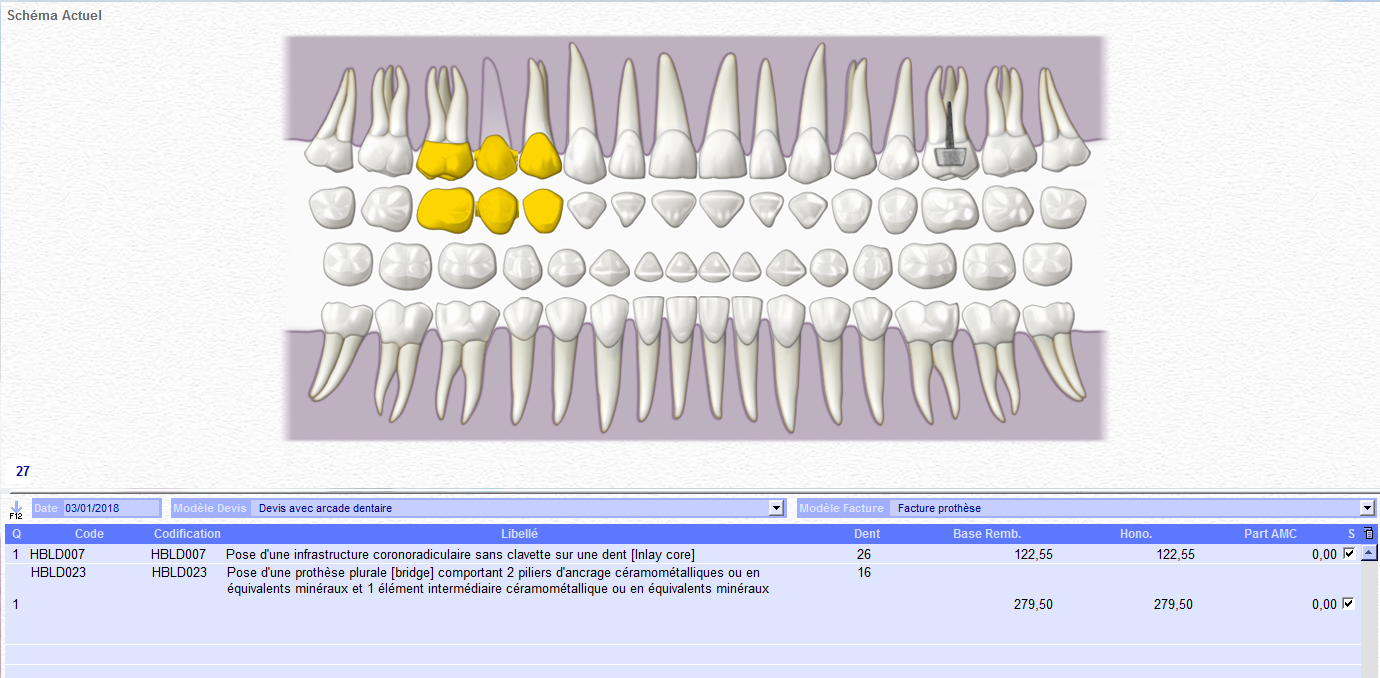 Schéma Actuel
27
F12 Date 03/01/2018 Modèle Devis Devis avec arcade dentaire Modèle Facture Facture prothèse
Q Code Codification Libellé Dent Base Remb. Hono. Part AMC S
1 HBLD007 HBLD007 Pose d'une infrastructure coronoradiculaire sans clavette sur une dent [Inlay core] 26 122,55 122,55 0,00
HBLD023 HBLD023 Pose d'une prothèse plurale [bridge] comportant 2 piliers d'ancrage céramométalliques ou en 16
équivalents minéraux et 1 élément intermédiaire céramométallique ou en équivalents minéraux
1 279,50 279,50 0,00